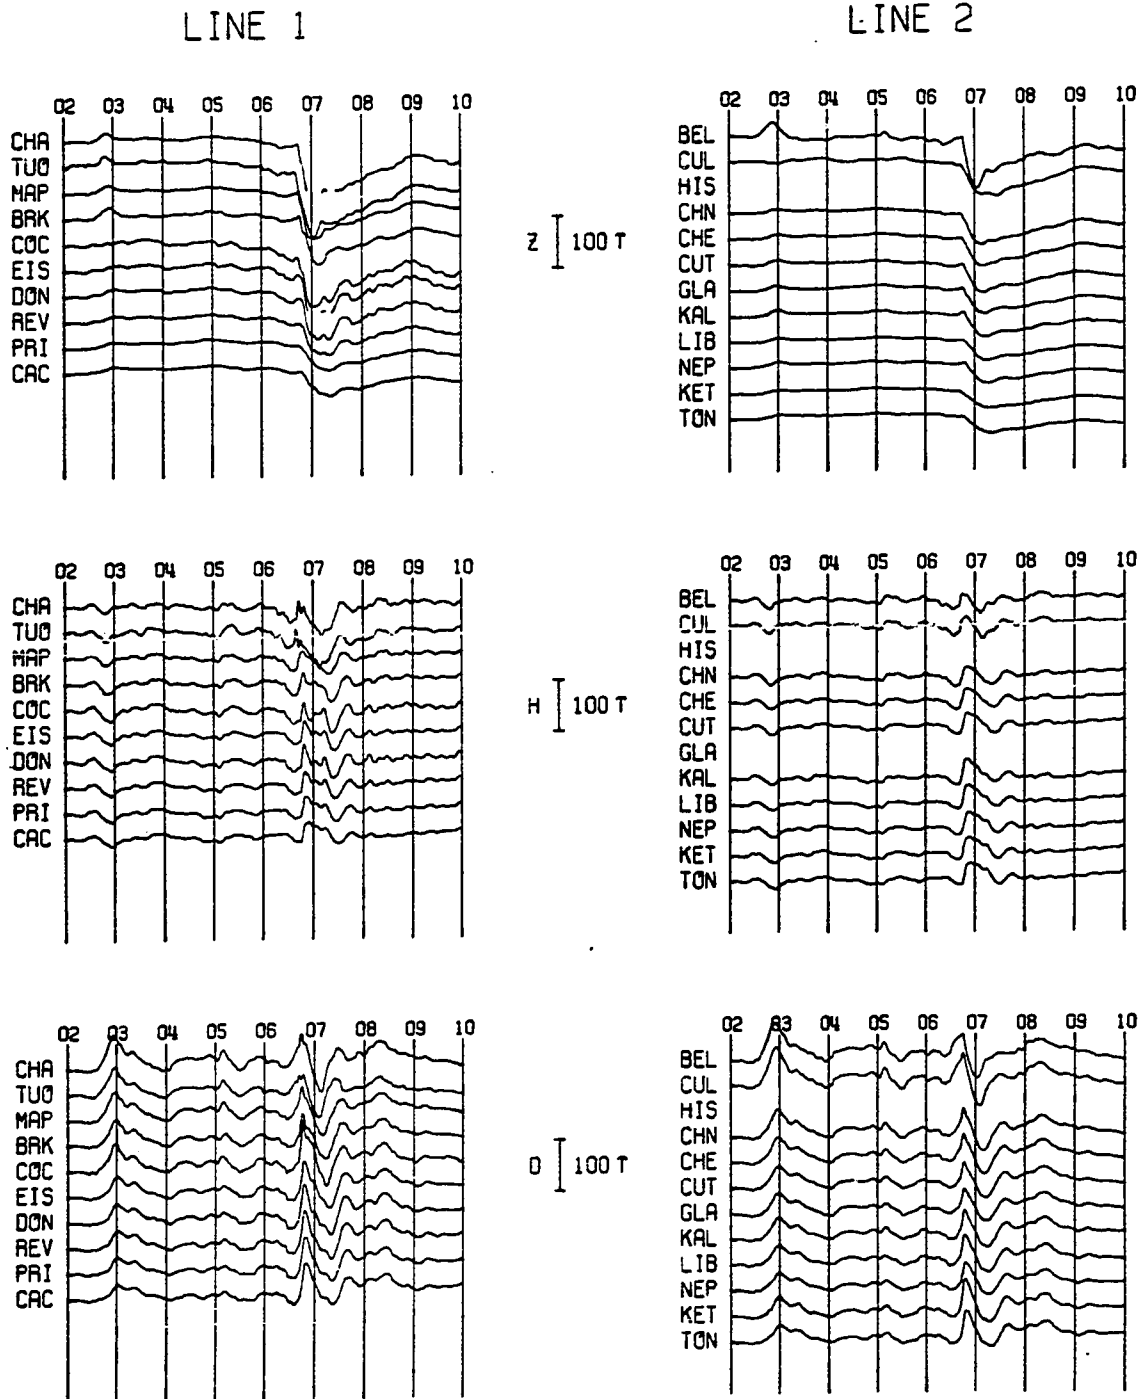 LINE 1
LINE 2
02 03 04 05 06 07 08 09 10
CHA
TUO
MAP
BRK
COC
EIS
DON
REV
PRI
CAC
Z 100 T
02 03 04 05 06 07 08 09 10
BEL
CUL
HIS
CHN
CHE
CUT
GLA
KAL
LIB
NEP
KET
TON
02 03 04 05 06 07 08 09 10
CHA
TUO
MAP
BRK
COC
EIS
DON
REV
PRI
CAC
H 100 T
02 03 04 05 06 07 08 09 10
BEL
CUL
HIS
CHN
CHE
CUT
GLA
KAL
LIB
NEP
KET
TON
02 03 04 05 06 07 08 09 10
CHA
TUO
MAP
BRK
COC
EIS
DON
REV
PRI
CAC
D 100 T
02 03 04 05 06 07 08 09 10
BEL
CUL
HIS
CHN
CHE
CUT
GLA
KAL
LIB
NEP
KET
TON